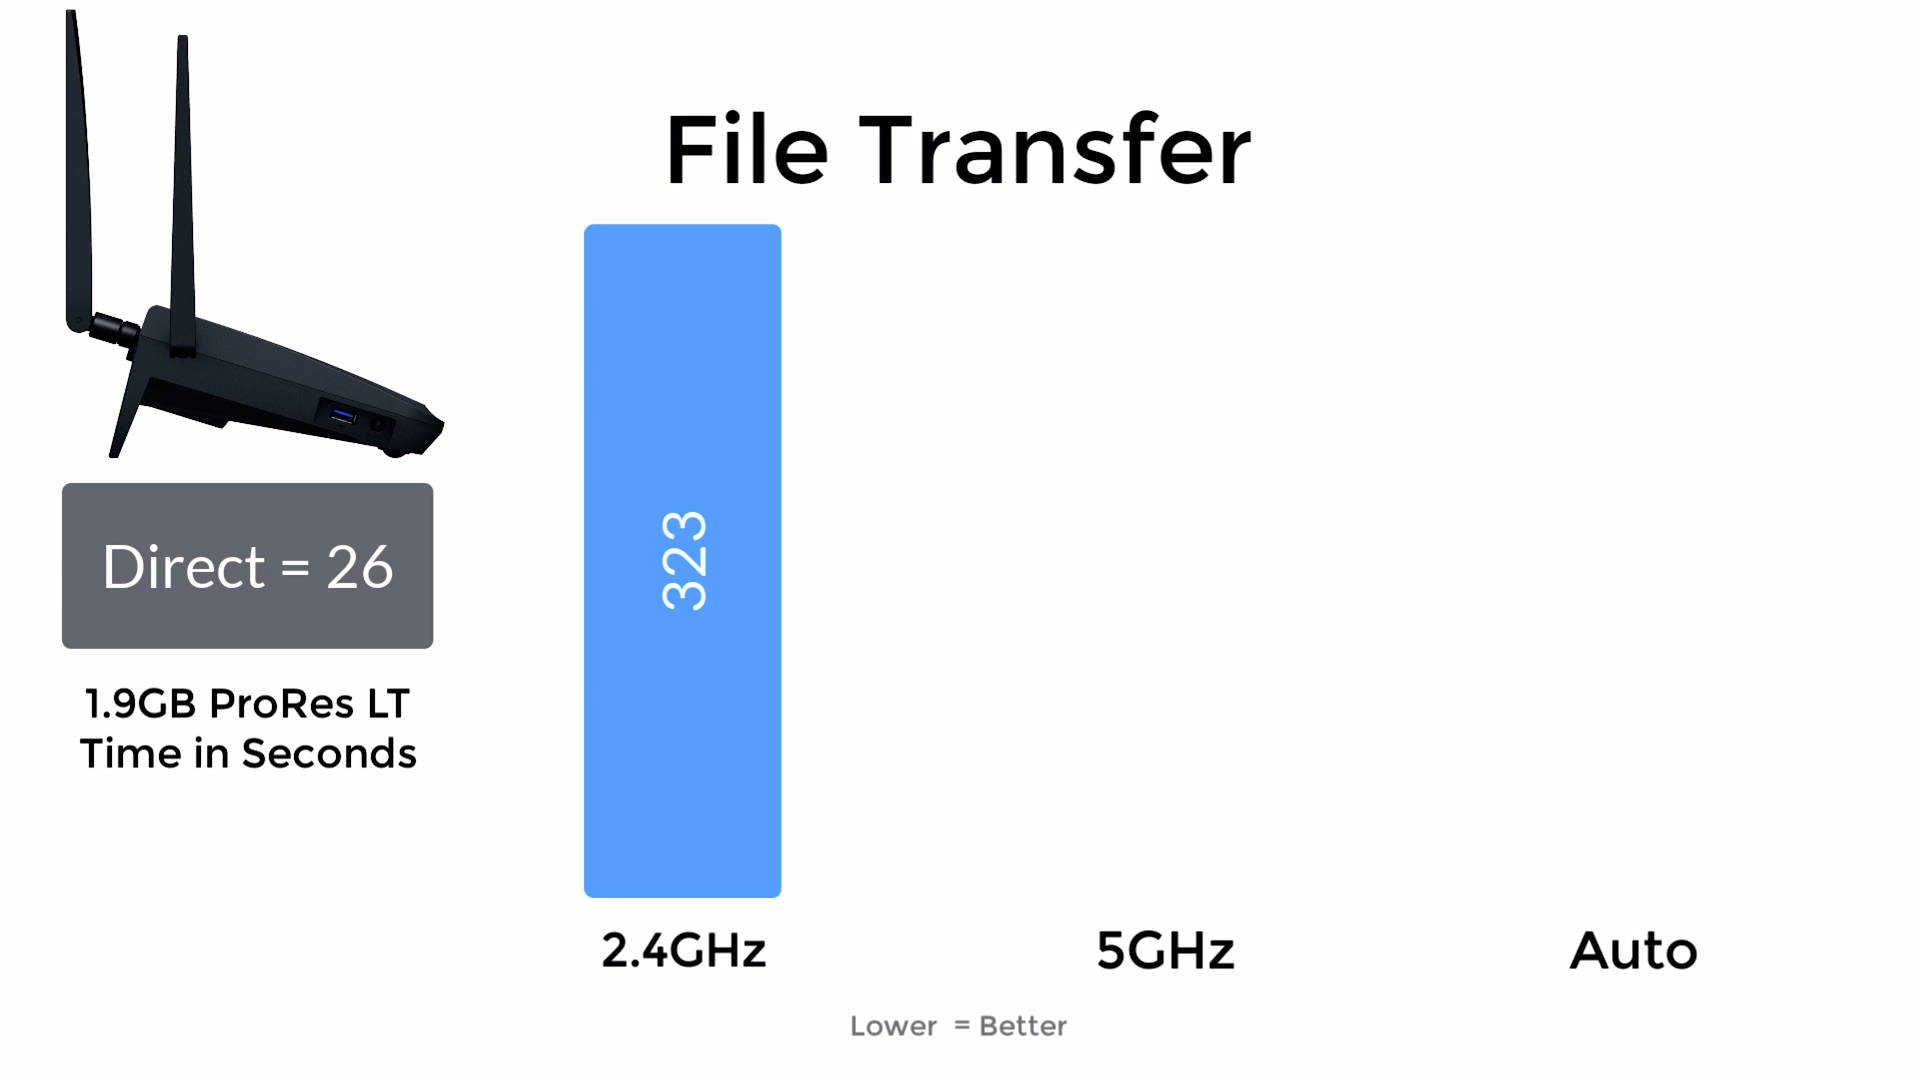 File Transfer
Direct = 26
1.9GB ProRes LT
Time in Seconds
323
2.4GHz
5GHz
Auto
Lower = Better